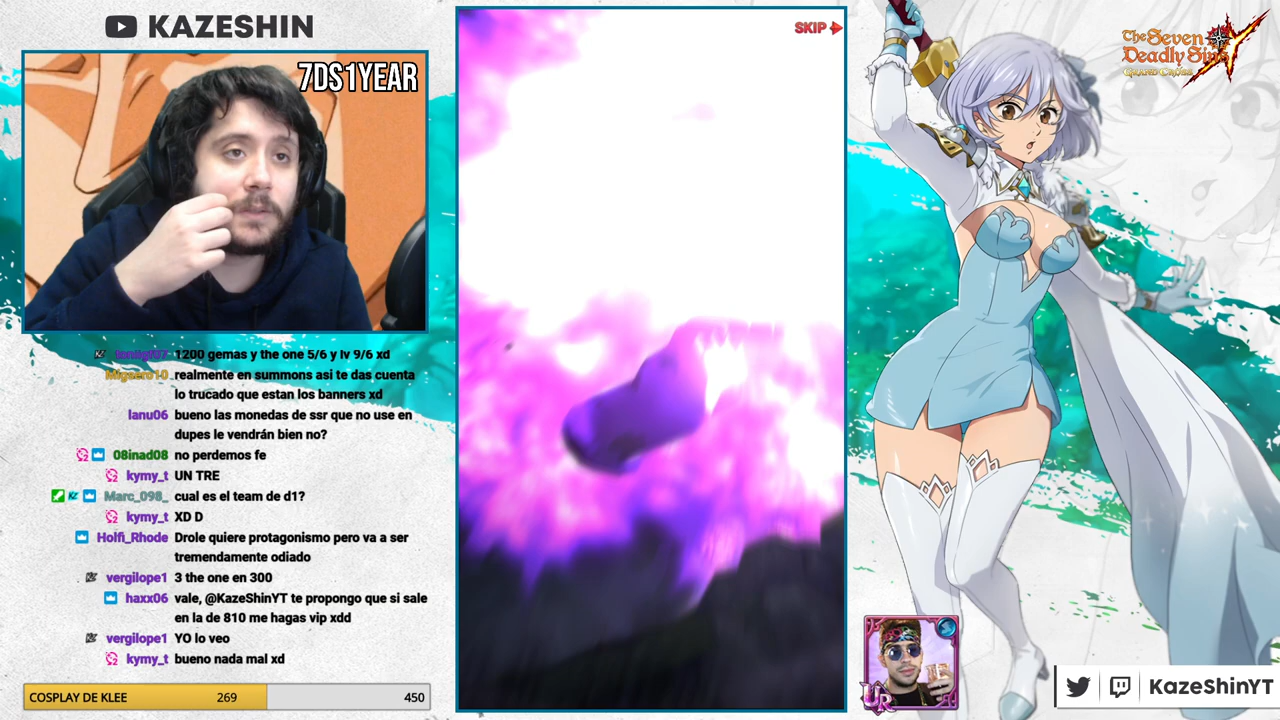 KAZESHIN
7DS1YEAR
SKIP
The Seven
Deadly Sins
GRAND CROSS
1200 gemas y the one 5/6 y lv 9/6 xd
Migaero10 realmente en summons asi te das cuenta
lo trucado que estan los banners xd
lanu06 bueno las monedas de ssr que no use en
dupes le vendrán bien no?
08inad08 no perdemos fe
kymy_t UN TRE
Marc_098_ cual es el team de d1?
kymy_t XD D
Holfi_Rhode Drole quiere protagonismo pero va a ser
tremendamente odiado
vergilope1 3 the one en 300
haxx06 vale, @KazeShinYT te propongo que si sale
en la de 810 me hagas vip xdd
vergilope1 YO lo veo
kymy_t bueno nada mal xd
COSPLAY DE KLEE 269 450
UR
KazeShinYT